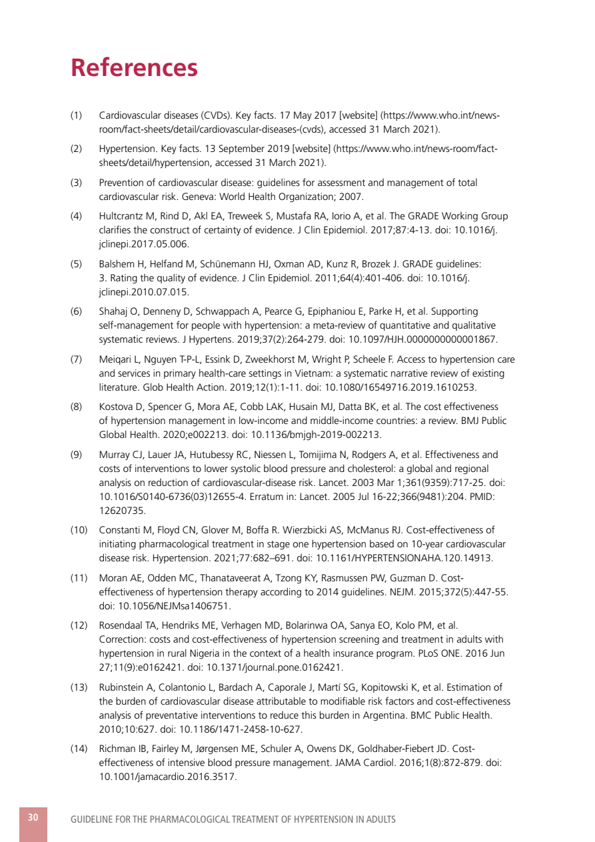 References
(1) Cardiovascular diseases (CVDs). Key facts. 17 May 2017 [website] (https://www.who.int/news-
room/fact-sheets/detail/cardiovascular-diseases-(cvds), accessed 31 March 2021).
(2) Hypertension. Key facts. 13 September 2019 [website] (https://www.who.int/news-room/fact-
sheets/detail/hypertension, accessed 31 March 2021).
(3) Prevention of cardiovascular disease: guidelines for assessment and management of total
cardiovascular risk. Geneva: World Health Organization; 2007.
(4) Hultcrantz M, Rind D, Akl EA, Treweek S, Mustafa RA, Iorio A, et al. The GRADE Working Group
clarifies the construct of certainty of evidence. J Clin Epidemiol. 2017;87:4-13. doi: 10.1016/j.
jclinepi.2017.05.006.
(5) Balshem H, Helfand M, Schünemann HJ, Oxman AD, Kunz R, Brozek J. GRADE guidelines:
3. Rating the quality of evidence. J Clin Epidemiol. 2011;64(4):401-406. doi: 10.1016/j.
jclinepi.2010.07.015.
(6) Shahaj O, Denneny D, Schwappach A, Pearce G, Epiphaniou E, Parke H, et al. Supporting
self-management for people with hypertension: a meta-review of quantitative and qualitative
systematic reviews. J Hypertens. 2019;37(2):264-279. doi: 10.1097/HJH.0000000000001867.
(7) Meiqari L, Nguyen T-P-L, Essink D, Zweekhorst M, Wright P, Scheele F. Access to hypertension care
and services in primary health-care settings in Vietnam: a systematic narrative review of existing
literature. Glob Health Action. 2019;12(1):1-11. doi: 10.1080/16549716.2019.1610253.
(8) Kostova D, Spencer G, Mora AE, Cobb LAK, Husain MJ, Datta BK, et al. The cost effectiveness
of hypertension management in low-income and middle-income countries: a review. BMJ Public
Global Health. 2020;e002213. doi: 10.1136/bmjgh-2019-002213.
(9) Murray CJ, Lauer JA, Hutubessy RC, Niessen L, Tomijima N, Rodgers A, et al. Effectiveness and
costs of interventions to lower systolic blood pressure and cholesterol: a global and regional
analysis on reduction of cardiovascular-disease risk. Lancet. 2003 Mar 1;361(9359):717-25. doi:
10.1016/S0140-6736(03)12655-4. Erratum in: Lancet. 2005 Jul 16-22;366(9481):204. PMID:
12620735.
(10) Constanti M, Floyd CN, Glover M, Boffa R. Wierzbicki AS, McManus RJ. Cost-effectiveness of
initiating pharmacological treatment in stage one hypertension based on 10-year cardiovascular
disease risk. Hypertension. 2021;77:682–691. doi: 10.1161/HYPERTENSIONAHA.120.14913.
(11) Moran AE, Odden MC, Thanataveerat A, Tzong KY, Rasmussen PW, Guzman D. Cost-
effectiveness of hypertension therapy according to 2014 guidelines. NEJM. 2015;372(5):447-55.
doi: 10.1056/NEJMsa1406751.
(12) Rosendaal TA, Hendriks ME, Verhagen MD, Bolarinwa OA, Sanya EO, Kolo PM, et al.
Correction: costs and cost-effectiveness of hypertension screening and treatment in adults with
hypertension in rural Nigeria in the context of a health insurance program. PLoS ONE. 2016 Jun
27;11(9):e0162421. doi: 10.1371/journal.pone.0162421.
(13) Rubinstein A, Colantonio L, Bardach A, Caporale J, Martí SG, Kopitowski K, et al. Estimation of
the burden of cardiovascular disease attributable to modifiable risk factors and cost-effectiveness
analysis of preventative interventions to reduce this burden in Argentina. BMC Public Health.
2010;10:627. doi: 10.1186/1471-2458-10-627.
(14) Richman IB, Fairley M, Jørgensen ME, Schuler A, Owens DK, Goldhaber-Fiebert JD. Cost-
effectiveness of intensive blood pressure management. JAMA Cardiol. 2016;1(8):872-879. doi:
10.1001/jamacardio.2016.3517.
30 GUIDELINE FOR THE PHARMACOLOGICAL TREATMENT OF HYPERTENSION IN ADULTS